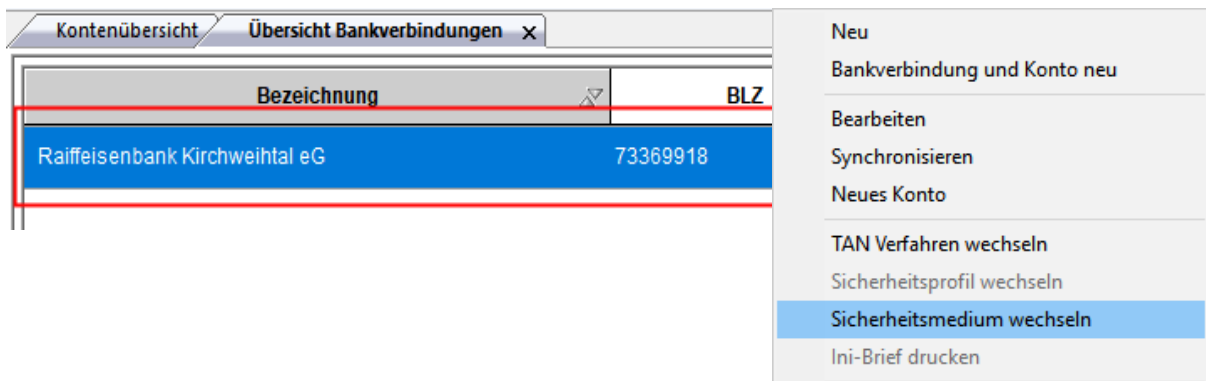 Kontenübersicht Übersicht Bankverbindungen x
Bezeichnung BLZ
Raiffeisenbank Kirchweihtal eG 73369918
Neu
Bankverbindung und Konto neu
Bearbeiten
Synchronisieren
Neues Konto
TAN Verfahren wechseln
Sicherheitsprofil wechseln
Sicherheitsmedium wechseln
Ini-Brief drucken